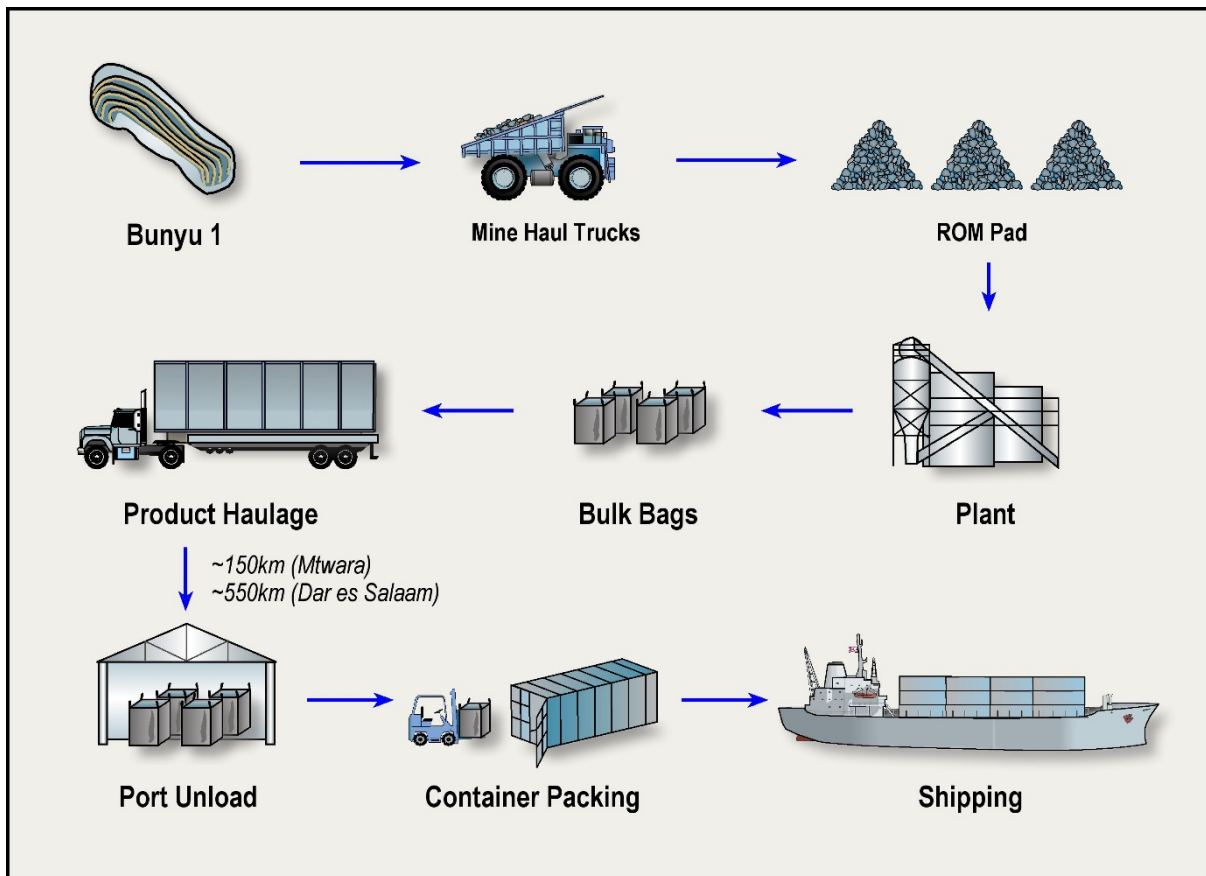 Bunyu 1
Mine Haul Trucks
ROM Pad
Product Haulage
Bulk Bags
Plant
~150km (Mtwara)
~550km (Dar es Salaam)
Port Unload
Container Packing
Shipping